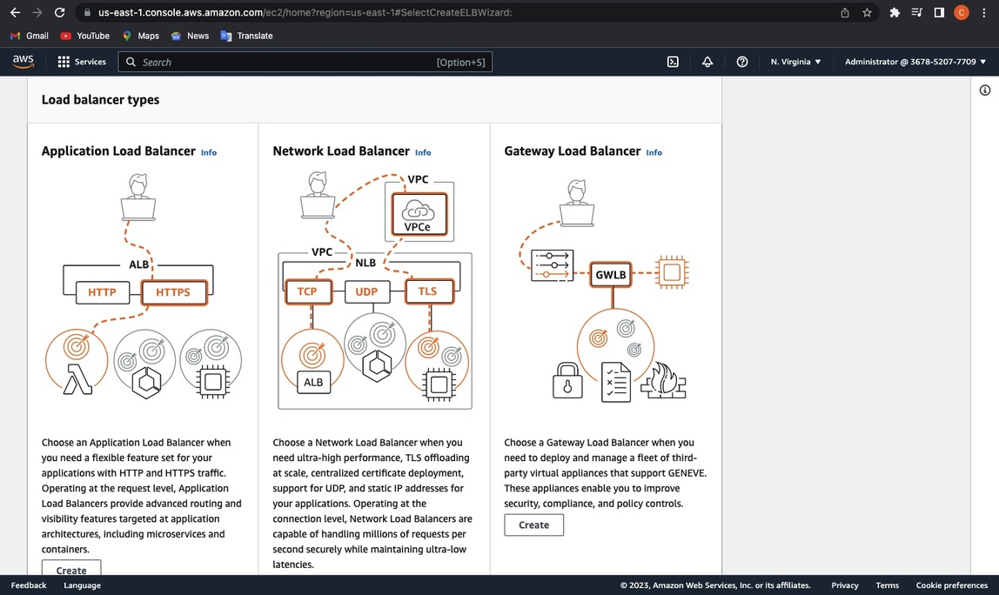 us-east-1.console.aws.amazon.com/ec2/home?region=us-east-1#SelectCreateELBWizard:
Gmail YouTube Maps News Translate
aws Services Search [Option+S] N. Virginia Administrator @ 3678-5207-7709
C
Load balancer types
Application Load Balancer Info
ALB
HTTP HTTPS
Choose an Application Load Balancer when
you need a flexible feature set for your
applications with HTTP and HTTPS traffic.
Operating at the request level, Application
Load Balancers provide advanced routing and
visibility features targeted at application
architectures, including microservices and
containers.
Create
Network Load Balancer Info
VPC
VPCe
VPC
NLB
TCP UDP TLS
ALB
Choose a Network Load Balancer when you
need ultra-high performance, TLS offloading
at scale, centralized certificate deployment,
support for UDP, and static IP addresses for
your applications. Operating at the
connection level, Network Load Balancers are
capable of handling millions of requests per
second securely while maintaining ultra-low
latencies.
Gateway Load Balancer Info
GWLB
Choose a Gateway Load Balancer when you
need to deploy and manage a fleet of third-
party virtual appliances that support GENEVE.
These appliances enable you to improve
security, compliance, and policy controls.
Create
Feedback Language © 2023, Amazon Web Services, Inc. or its affiliates. Privacy Terms Cookie preferences